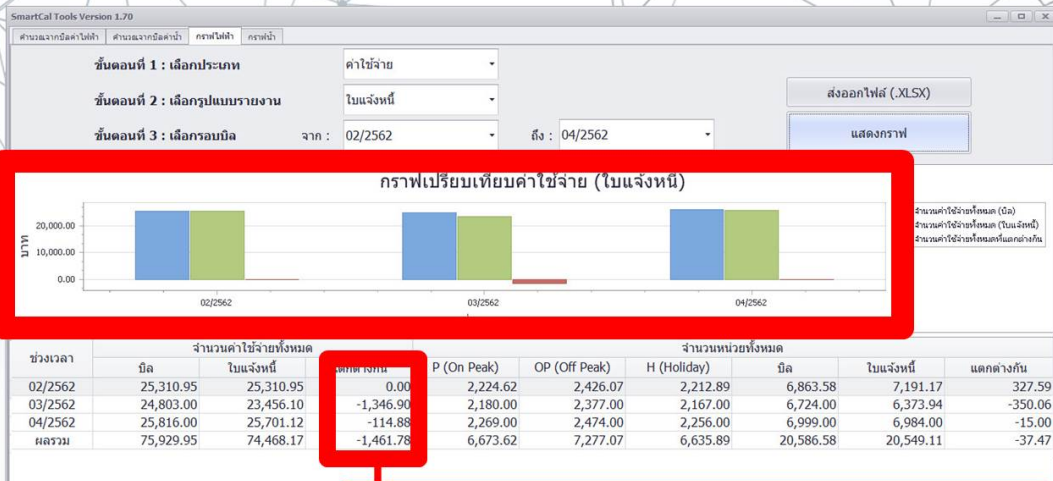 SmartCal Tools Version 1.70
คำนวณจากบิลค่าไฟฟ้า คำนวณจากบิลค่าน้ำ กราฟไฟฟ้า กราฟน้ำ
ขั้นตอนที่ 1 : เลือกประเภท ค่าใช้จ่าย
ขั้นตอนที่ 2 : เลือกรูปแบบรายงาน ใบแจ้งหนี้ ส่งออกไฟล์ (.XLSX)
ขั้นตอนที่ 3 : เลือกรอบบิล จาก : 02/2562 ถึง : 04/2562 แสดงกราฟ
กราฟเปรียบเทียบค่าใช้จ่าย (ใบแจ้งหนี้)
บาท
20,000.00
10,000.00
0.00
02/2562 03/2562 04/2562
จำนวนค่าใช้จ่ายทั้งหมด (บิล)
จำนวนค่าใช้จ่ายทั้งหมด (ใบแจ้งหนี้)
จำนวนค่าใช้จ่ายทั้งหมดที่แตกต่างกัน
ช่วงเวลา จำนวนค่าใช้จ่ายทั้งหมด จำนวนหน่วยทั้งหมด
บิล ใบแจ้งหนี้ แตกต่างกัน P (On Peak) OP (Off Peak) H (Holiday) บิล ใบแจ้งหนี้ แตกต่างกัน
02/2562 25,310.95 25,310.95 0.00 2,224.62 2,426.07 2,212.89 6,863.58 7,191.17 327.59
03/2562 24,803.00 23,456.10 -1,346.90 2,180.00 2,377.00 2,167.00 6,724.00 6,373.94 -350.06
04/2562 25,816.00 25,701.12 -114.88 2,269.00 2,474.00 2,256.00 6,999.00 6,984.00 -15.00
ผลรวม 75,929.95 74,468.17 -1,461.78 6,673.62 7,277.07 6,635.89 20,586.58 20,549.11 -37.47